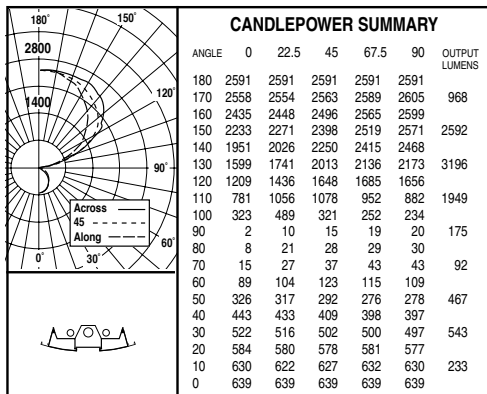 180° 150°
2800
120°
1400
90°
Across
45
Along
60°
0° 30°
CANDLEPOWER SUMMARY
ANGLE 0 22.5 45 67.5 90 OUTPUT
LUMENS
180 2591 2591 2591 2591 2591
170 2558 2554 2563 2589 2605 968
160 2435 2448 2496 2565 2599
150 2233 2271 2398 2519 2571 2592
140 1951 2026 2250 2415 2468
130 1599 1741 2013 2136 2173 3196
120 1209 1436 1648 1685 1656
110 781 1056 1078 952 882 1949
100 323 489 321 252 234
90 2 10 15 19 20 175
80 8 21 28 29 30
70 15 27 37 43 43 92
60 89 104 123 115 109
50 326 317 292 276 278 467
40 443 433 409 398 397
30 522 516 502 500 497 543
20 584 580 578 581 577
10 630 622 627 632 630 233
0 639 639 639 639 639